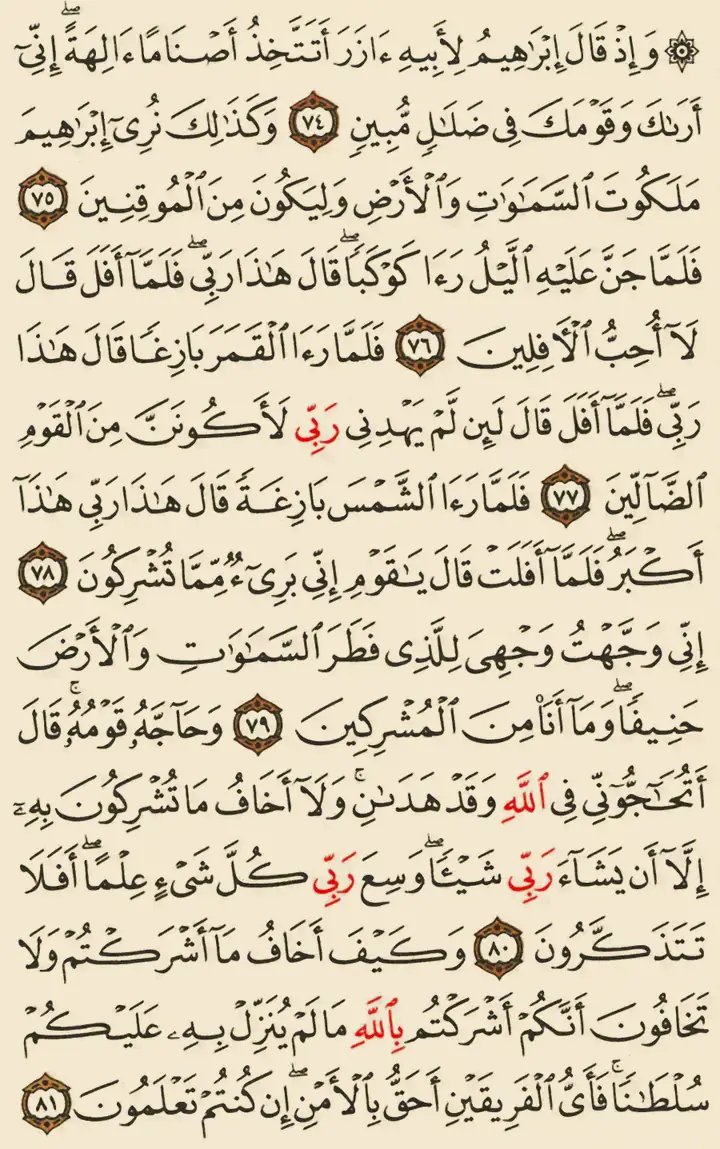 ۞ وَإِذْ قَالَ إِبْرَٰهِيمُ لِأَبِيهِ ءَازَرَ أَتَتَّخِذُ أَصْنَامًا ءَالِهَةً ۖ إِنِّىٓ
أَرَىٰكَ وَقَوْمَكَ فِى ضَلَٰلٍ مُّبِينٍ ٧٤ وَكَذَٰلِكَ نُرِىٓ إِبْرَٰهِيمَ
مَلَكُوتَ ٱلسَّمَٰوَٰتِ وَٱلْأَرْضِ وَلِيَكُونَ مِنَ ٱلْمُوقِنِينَ ٧٥
فَلَمَّا جَنَّ عَلَيْهِ ٱلَّيْلُ رَءَا كَوْكَبًا ۖ قَالَ هَٰذَا رَبِّى ۖ فَلَمَّآ أَفَلَ قَالَ
لَآ أُحِبُّ ٱلْأَفِلِينَ ٧٦ فَلَمَّا رَءَا ٱلْقَمَرَ بَازِغًا قَالَ هَٰذَا
رَبِّى ۖ فَلَمَّآ أَفَلَ قَالَ لَئِن لَّمْ يَهْدِنِى رَبِّى لَأَكُونَنَّ مِنَ ٱلْقَوْمِ
ٱلضَّآلِّينَ ٧٧ فَلَمَّا رَءَا ٱلشَّمْسَ بَازِغَةً قَالَ هَٰذَا رَبِّى هَٰذَآ
أَكْبَرُ ۖ فَلَمَّآ أَفَلَتْ قَالَ يَٰقَوْمِ إِنِّى بَرِىٓءٌ مِّمَّا تُشْرِكُونَ ٧٨
إِنِّى وَجَّهْتُ وَجْهِىَ لِلَّذِى فَطَرَ ٱلسَّمَٰوَٰتِ وَٱلْأَرْضَ
حَنِيفًا ۖ وَمَآ أَنَا۠ مِنَ ٱلْمُشْرِكِينَ ٧٩ وَحَآجَّهُۥ قَوْمُهُۥ ۚ قَالَ
أَتُحَٰٓجُّوٓنِّى فِى ٱللَّهِ وَقَدْ هَدَىٰنِ ۚ وَلَآ أَخَافُ مَا تُشْرِكُونَ بِهِۦٓ
إِلَّآ أَن يَشَآءَ رَبِّى شَيْـًٔا ۖ وَسِعَ رَبِّى كُلَّ شَىْءٍ عِلْمًا ۖ أَفَلَا
تَتَذَكَّرُونَ ٨٠ وَكَيْفَ أَخَافُ مَآ أَشْرَكْتُمْ وَلَا
تَخَافُونَ أَنَّكُمْ أَشْرَكْتُم بِٱللَّهِ مَا لَمْ يُنَزِّلْ بِهِۦ عَلَيْكُمْ
سُلْطَٰنًا ۚ فَأَىُّ ٱلْفَرِيقَيْنِ أَحَقُّ بِٱلْأَمْنِ ۖ إِن كُنتُمْ تَعْلَمُونَ ٨١